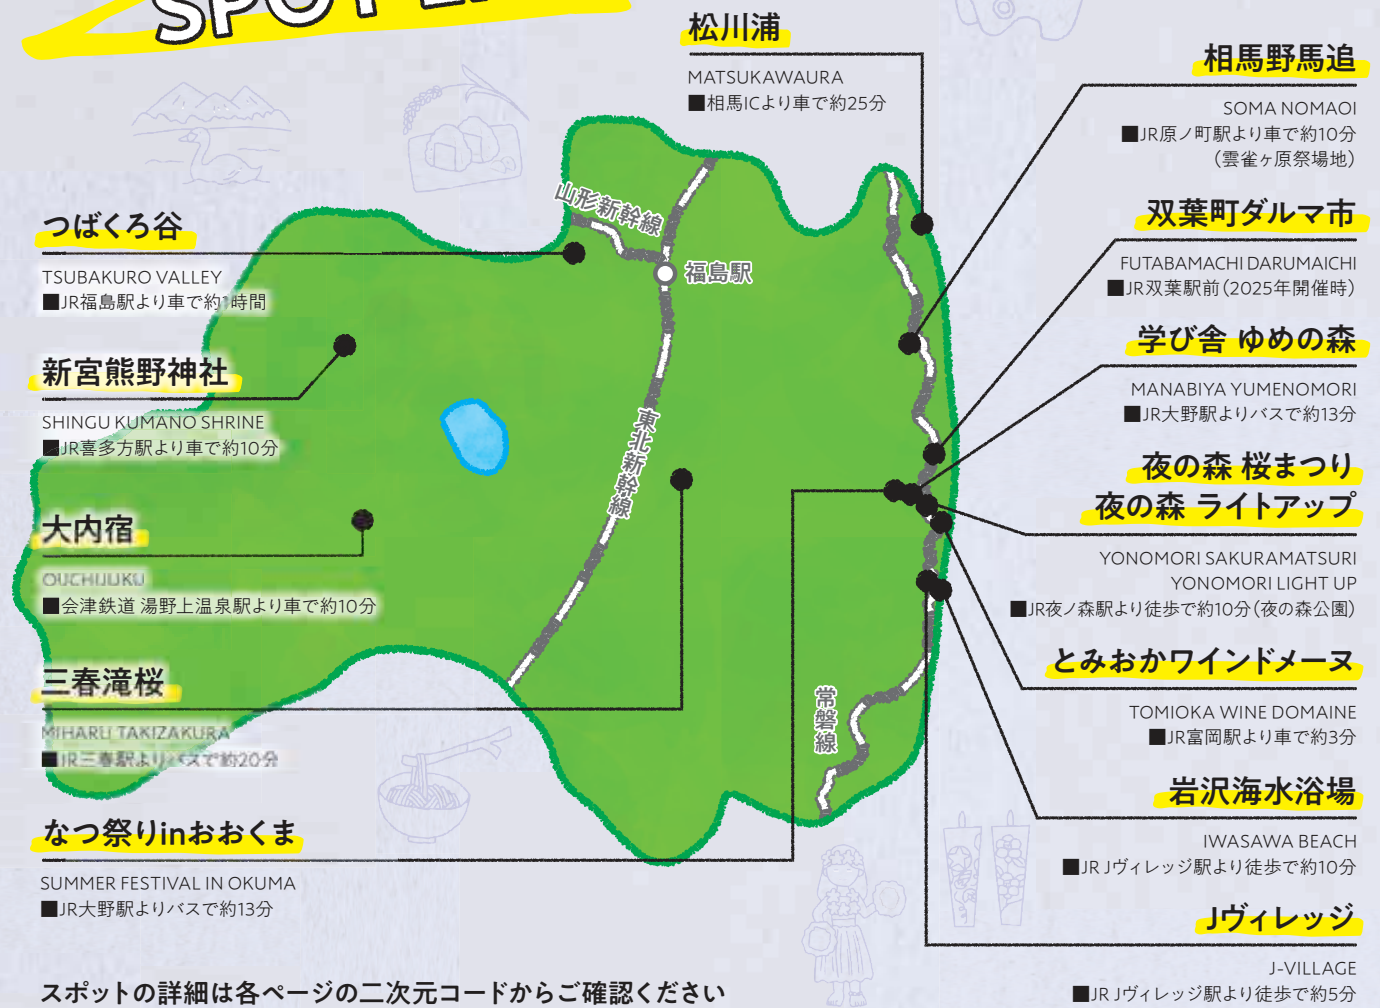 SPOT
松川浦
MATSUKAWAURA
■相馬ICより車で約25分
相馬野馬追
SOMA NOMAOI
■JR原ノ町駅より車で約10分
(雲雀ヶ原祭場地)
双葉町ダルマ市
FUTABAMACHI DARUMAICHI
■JR双葉駅前(2025年開催時)
学び舎 ゆめの森
MANABIYA YUMENOMORI
■JR大野駅よりバスで約13分
夜の森 桜まつり
夜の森 ライトアップ
YONOMORI SAKURAMATSURI
YONOMORI LIGHT UP
■JR夜ノ森駅より徒歩で約10分(夜の森公園)
とみおかワインドメーヌ
TOMIOKA WINE DOMAINE
■JR富岡駅より車で約3分
岩沢海水浴場
IWASAWA BEACH
■JR Jヴィレッジ駅より徒歩で約10分
Jヴィレッジ
J-VILLAGE
■JR Jヴィレッジ駅より徒歩で約5分
つばくろ谷
TSUBAKURO VALLEY
■JR福島駅より車で約1時間
新宮熊野神社
SHINGU KUMANO SHRINE
■JR喜多方駅より車で約10分
大内宿
OUCHIJUKU
■会津鉄道 湯野上温泉駅より車で約10分
三春滝桜
MIHARU TAKIZAKURA
■JR三春駅よりバスで約20分
なつ祭りinおおくま
SUMMER FESTIVAL IN OKUMA
■JR大野駅よりバスで約13分
山形新幹線
福島駅
東北新幹線
常磐線
スポットの詳細は各ページの二次元コードからご確認ください